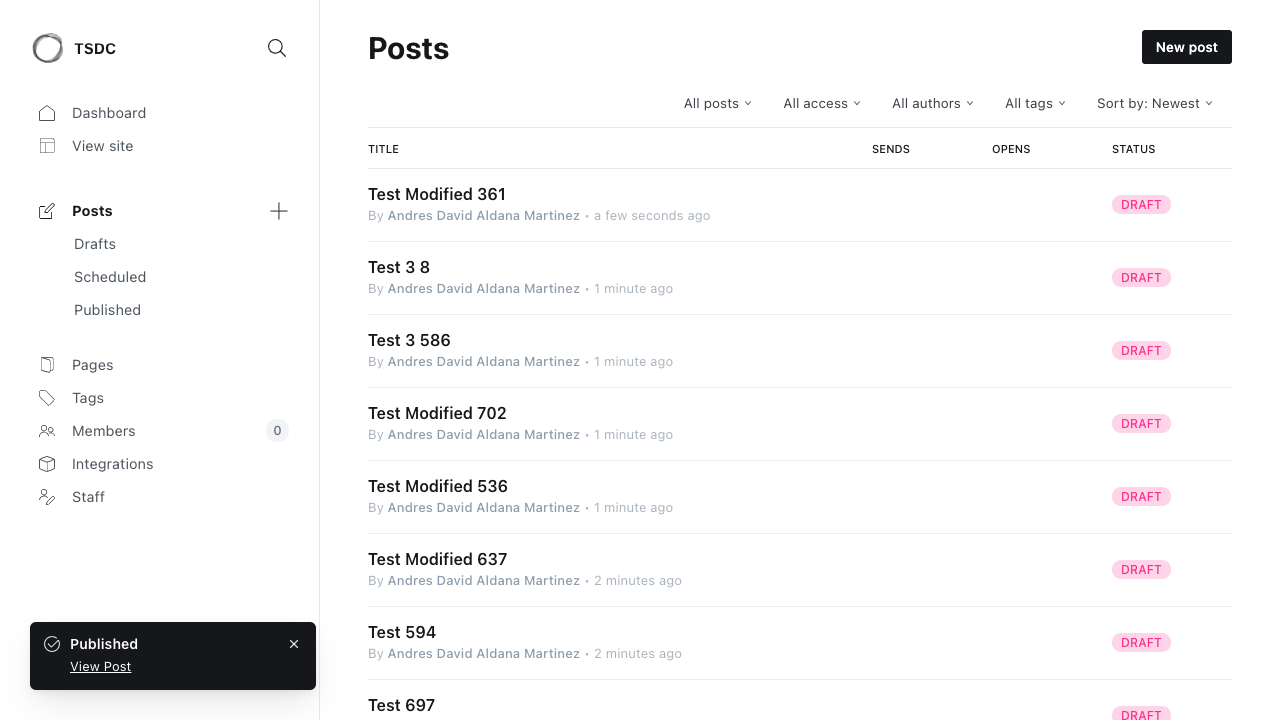 TSDC
Dashboard
View site
Posts
Drafts
Scheduled
Published
Pages
Tags
Members 0
Integrations
Staff
Published
View Post
Posts
New post
All posts All access All authors All tags Sort by: Newest
TITLE SENDS OPENS STATUS
Test Modified 361
By Andres David Aldana Martinez • a few seconds ago
DRAFT
Test 3 8
By Andres David Aldana Martinez • 1 minute ago
DRAFT
Test 3 586
By Andres David Aldana Martinez • 1 minute ago
DRAFT
Test Modified 702
By Andres David Aldana Martinez • 1 minute ago
DRAFT
Test Modified 536
By Andres David Aldana Martinez • 1 minute ago
DRAFT
Test Modified 637
By Andres David Aldana Martinez • 2 minutes ago
DRAFT
Test 594
By Andres David Aldana Martinez • 2 minutes ago
DRAFT
Test 697
DRAFT